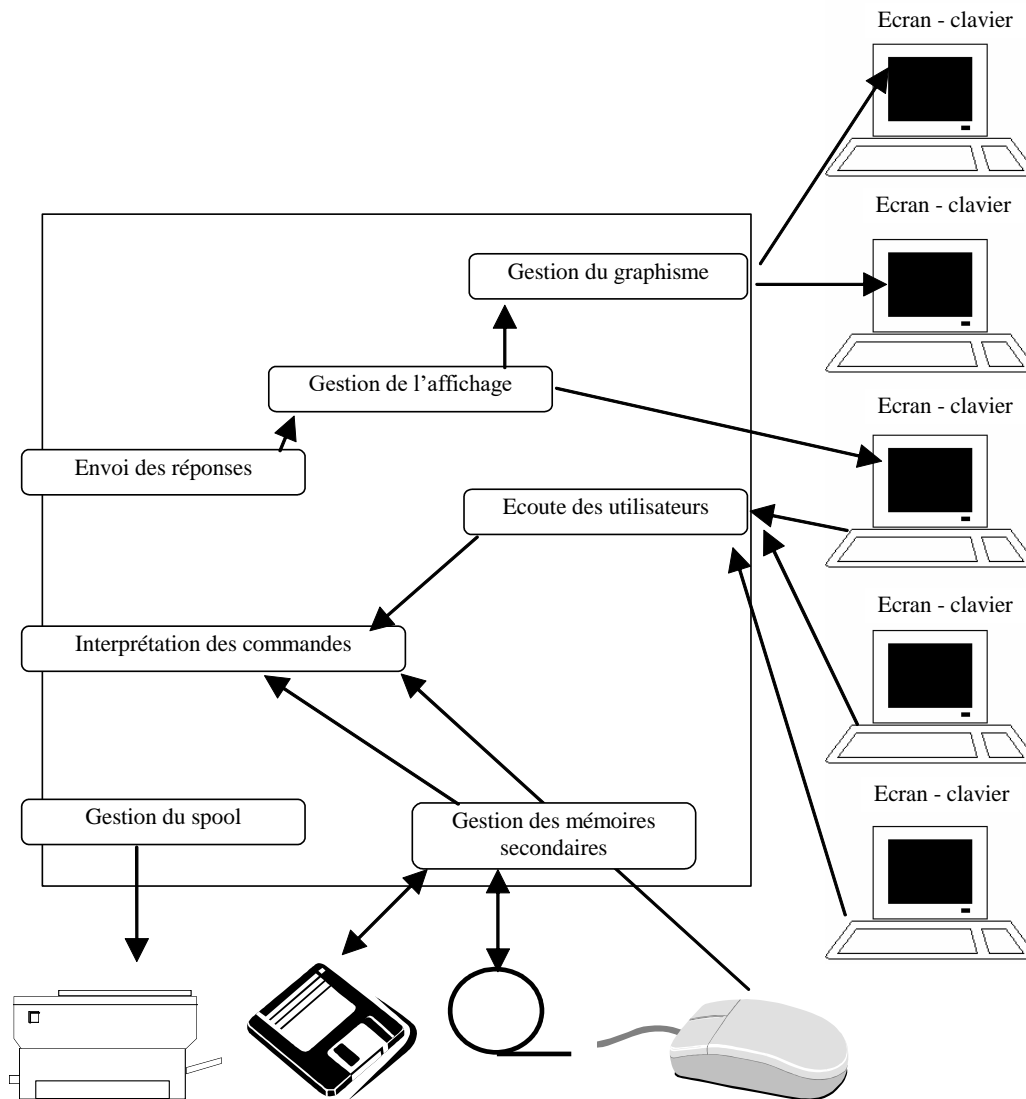 Ecran - clavier
Ecran - clavier
Gestion du graphisme
Gestion de l'affichage
Ecran - clavier
Envoi des réponses
Ecoute des utilisateurs
Ecran - clavier
Interprétation des commandes
Ecran - clavier
Gestion du spool
Gestion des mémoires
secondaires